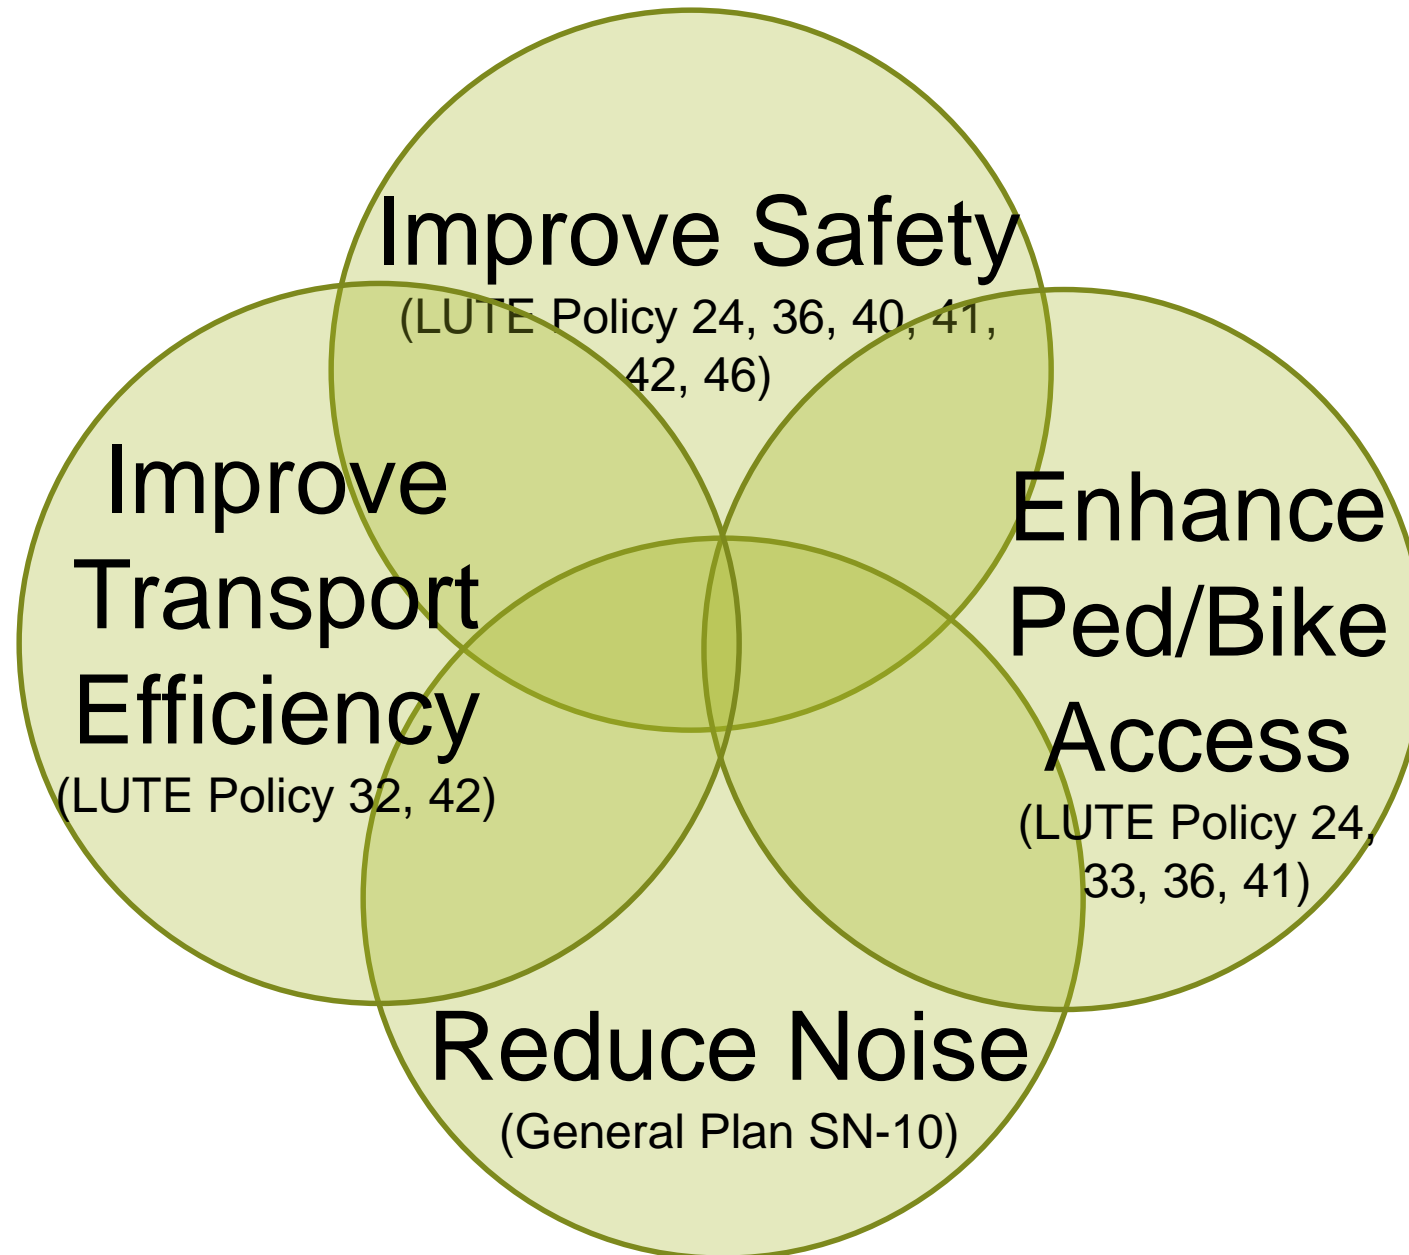 Improve Safety
(LUTE Policy 24, 36, 40, 41,
42, 46)
Improve
Transport
Efficiency
(LUTE Policy 32, 42)
Enhance
Ped/Bike
Access
(LUTE Policy 24,
33, 36, 41)
Reduce Noise
(General Plan SN-10)